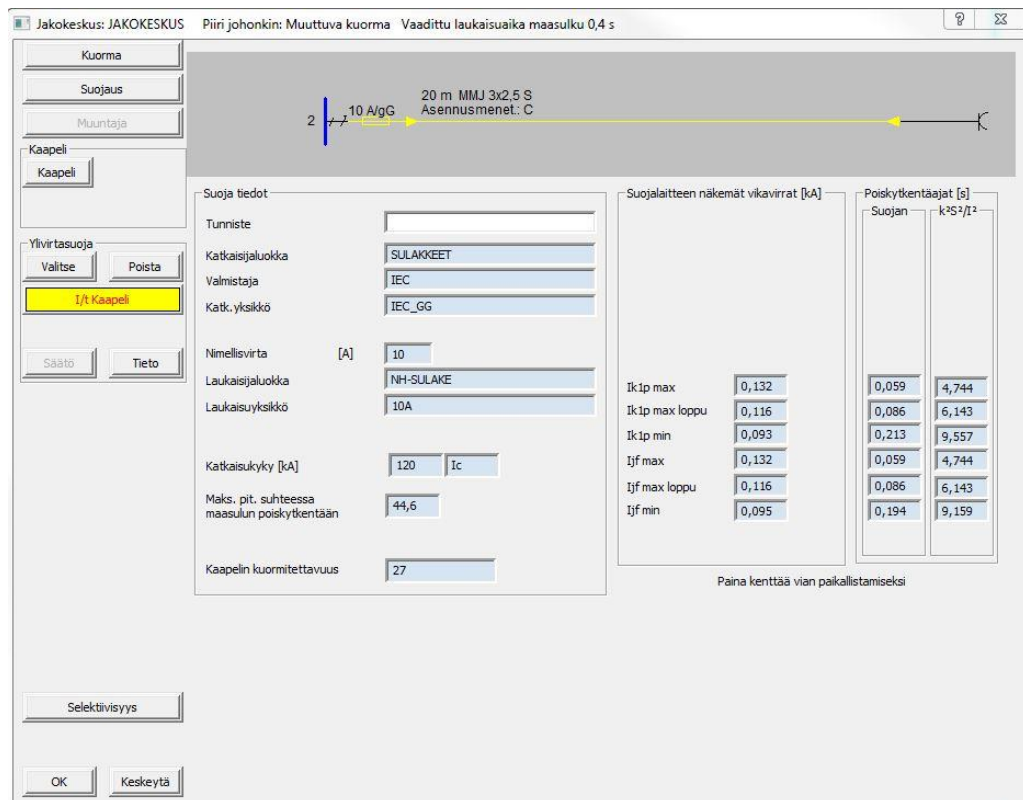 Jakokeskus: JAKOKESKUS Piiri johonkin: Muuttuva kuorma Vaadittu laukaisuaika maasulku 0,4 s
Kuorma
Suojaus
Muuntaja
Kaapeli
Kaapeli
Ylivirtasuoja
Valitse Poista
I/t Kaapeli
Säätö Tieto
Selektiivisyys
OK Keskeytä
20 m MMJ 3x2,5 S
2 10 A/gG Asennusmenet.: C
Suoja tiedot
Tunniste
Katkaisijaluokka SULAKKEET
Valmistaja IEC
Katk.yksikkö IEC_GG
Nimellisvirta [A] 10
Laukaisijaluokka NH-SULAKE
Laukaisuyksikkö 10A
Katkaisukyky [kA] 120 Ic
Maks. pit. suhteessa
maasulun poiskytkentään 44,6
Kaapelin kuormitettavuus 27
Suojalaitteen näkemät vikavirrat [kA] Poiskytkentäajat [s]
Suojan k²S²/I²
Ik1p max 0,132 0,059 4,744
Ik1p max loppu 0,116 0,086 6,143
Ik1p min 0,093 0,213 9,557
Ijf max 0,132 0,059 4,744
Ijf max loppu 0,116 0,086 6,143
Ijf min 0,095 0,194 9,159
Paina kenttää vian paikallistamiseksi